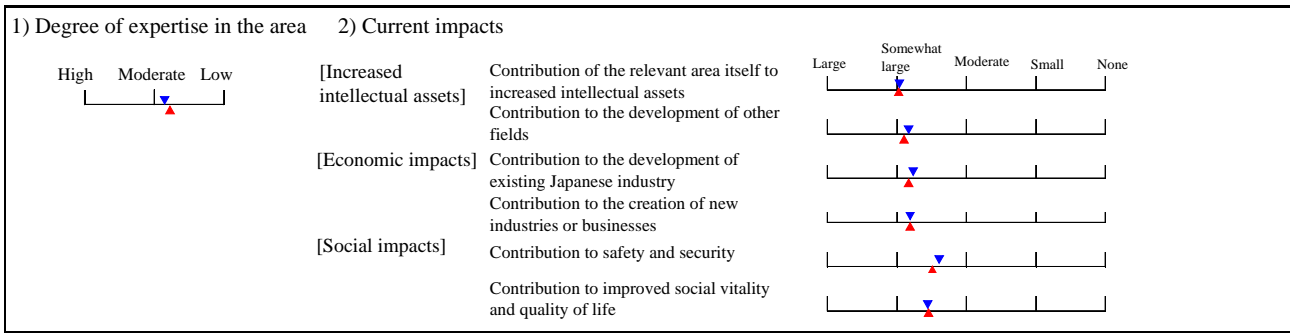 1) Degree of expertise in the area 2) Current impacts
High Moderate Low
Large Somewhat large Moderate Small None
[Increased
intellectual assets]
Contribution of the relevant area itself to
increased intellectual assets
Contribution to the development of other
fields
[Economic impacts]
Contribution to the development of
existing Japanese industry
Contribution to the creation of new
industries or businesses
[Social impacts]
Contribution to safety and security
Contribution to improved social vitality
and quality of life